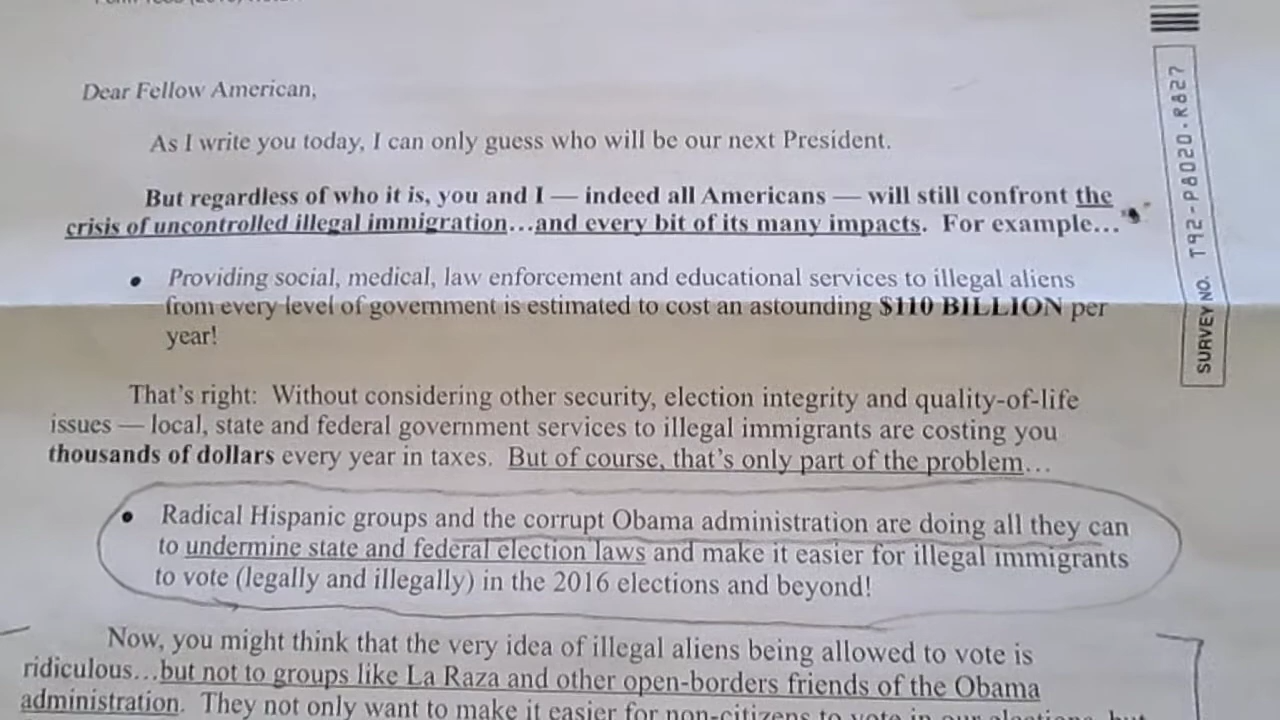 Dear Fellow American,
As I write you today, I can only guess who will be our next President.
But regardless of who it is, you and I — indeed all Americans — will still confront the
crisis of uncontrolled illegal immigration...and every bit of its many impacts. For example...
• Providing social, medical, law enforcement and educational services to illegal aliens
from every level of government is estimated to cost an astounding $110 BILLION per
year!
That's right: Without considering other security, election integrity and quality-of-life
issues — local, state and federal government services to illegal immigrants are costing you
thousands of dollars every year in taxes. But of course, that's only part of the problem...
• Radical Hispanic groups and the corrupt Obama administration are doing all they can
to undermine state and federal election laws and make it easier for illegal immigrants
to vote (legally and illegally) in the 2016 elections and beyond!
Now, you might think that the very idea of illegal aliens being allowed to vote is
ridiculous...but not to groups like La Raza and other open-borders friends of the Obama
administration. They not only want to make it easier for non-citizens to vote in our elections, but
SURVEY NO. T92-P8020-R827